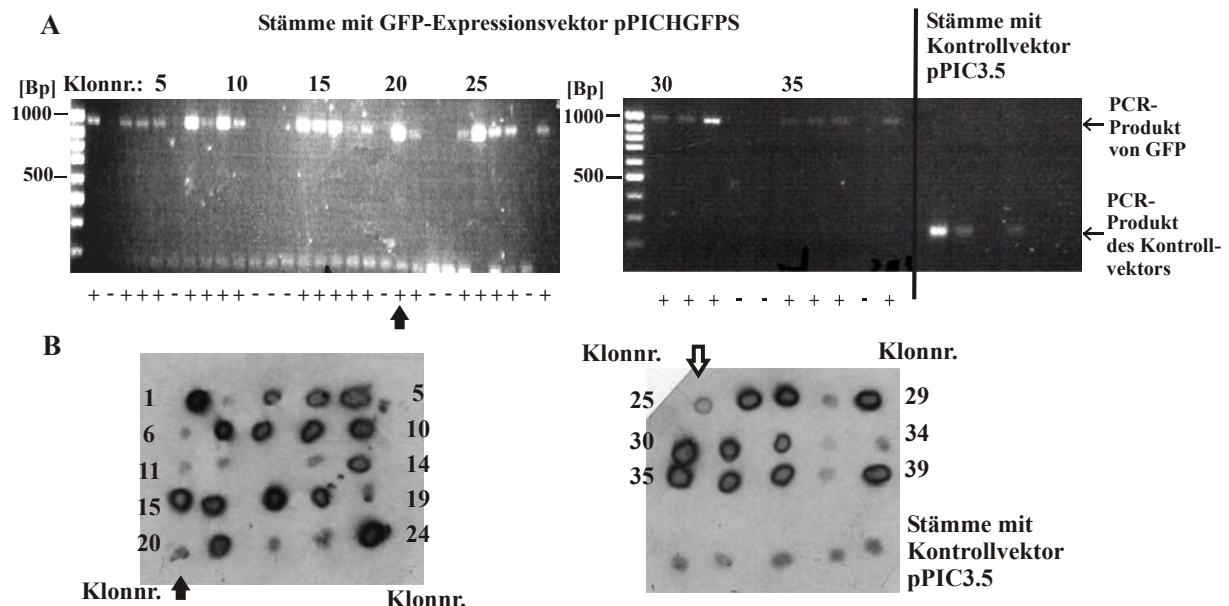 A
Stämme mit GFP-Expressionsvektor pPICHGFPS
Stämme mit
Kontrollvektor
pPIC3.5
[Bp] Klonnr.: 5 10 15 20 25
[Bp] 30 35
1000
500
1000
500
PCR-
Produkt
von GFP
PCR-
Produkt
des Kontroll-
vektors
+ - + + + - + + + + - - - + + + + + - + + - - + + + + - +
+ + + - - + + + - +
B
1 5
6 10
11 14
15 19
20 24
Klonnr. Klonnr.
Klonnr. Klonnr.
25 29
30 34
35 39
Stämme mit
Kontrollvektor
pPIC3.5